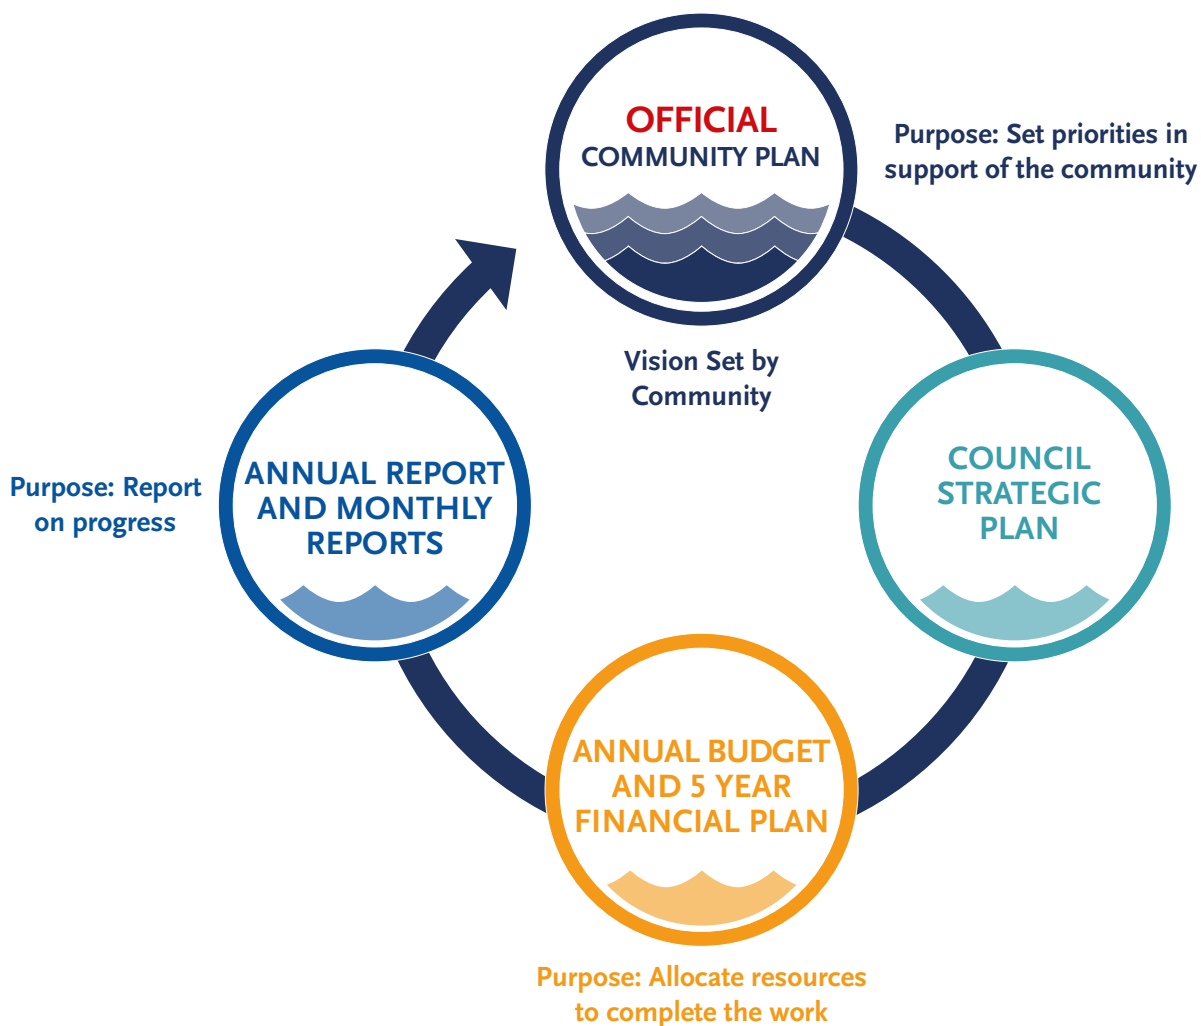 OFFICIAL
COMMUNITY PLAN
Purpose: Set priorities in
support of the community
Vision Set by
Community
COUNCIL
STRATEGIC
PLAN
ANNUAL BUDGET
AND 5 YEAR
FINANCIAL PLAN
Purpose: Allocate resources
to complete the work
ANNUAL REPORT
AND MONTHLY
REPORTS
Purpose: Report
on progress